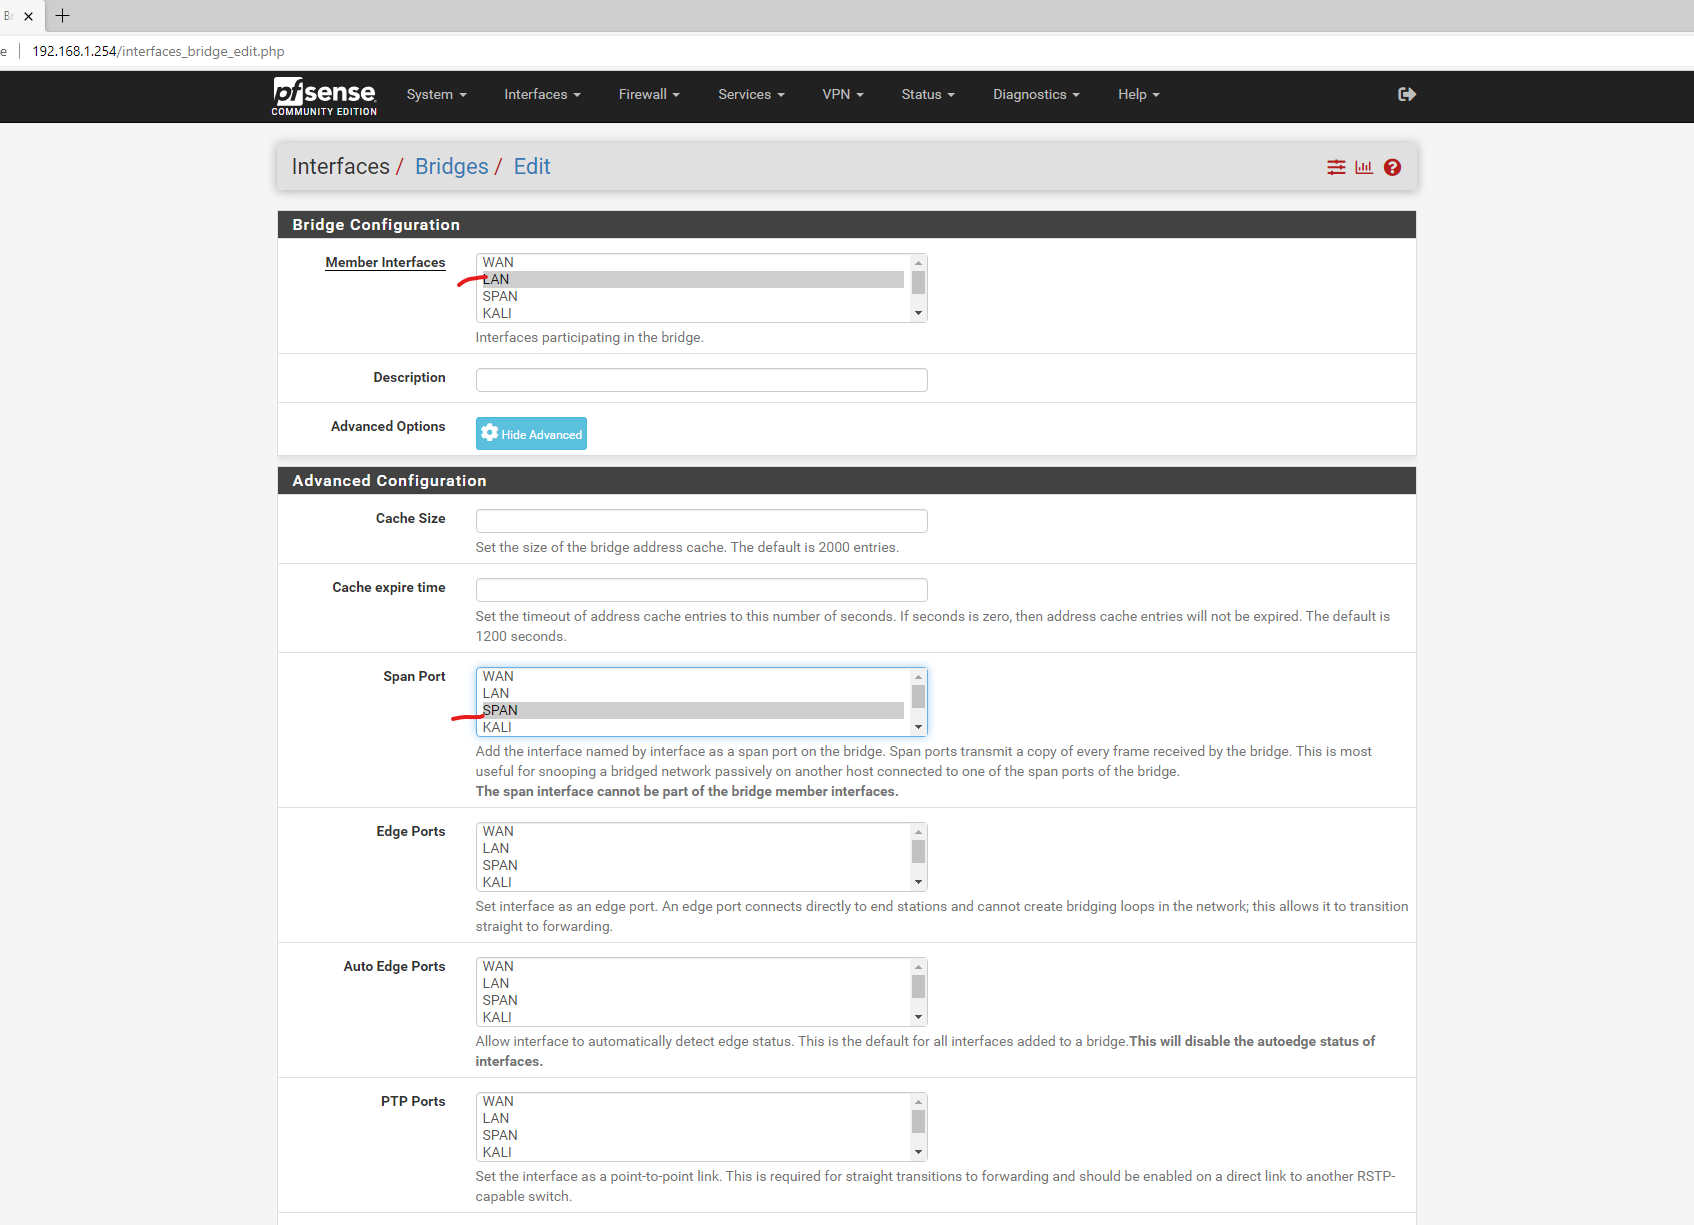 Br
e 192.168.1.254/interfaces_bridge_edit.php
pfsense
COMMUNITY EDITION
System Interfaces Firewall Services VPN Status Diagnostics Help
Interfaces / Bridges / Edit
Bridge Configuration
Member Interfaces
WAN
LAN
SPAN
KALI
Interfaces participating in the bridge.
Description
Advanced Options
Hide Advanced
Advanced Configuration
Cache Size
Set the size of the bridge address cache. The default is 2000 entries.
Cache expire time
Set the timeout of address cache entries to this number of seconds. If seconds is zero, then address cache entries will not be expired. The default is
1200 seconds.
Span Port
WAN
LAN
SPAN
KALI
Add the interface named by interface as a span port on the bridge. Span ports transmit a copy of every frame received by the bridge. This is most
useful for snooping a bridged network passively on another host connected to one of the span ports of the bridge.
The span interface cannot be part of the bridge member interfaces.
Edge Ports
WAN
LAN
SPAN
KALI
Set interface as an edge port. An edge port connects directly to end stations and cannot create bridging loops in the network; this allows it to transition
straight to forwarding.
Auto Edge Ports
WAN
LAN
SPAN
KALI
Allow interface to automatically detect edge status. This is the default for all interfaces added to a bridge.This will disable the autoedge status of
interfaces.
PTP Ports
WAN
LAN
SPAN
KALI
Set the interface as a point-to-point link. This is required for straight transitions to forwarding and should be enabled on a direct link to another RSTP-
capable switch.